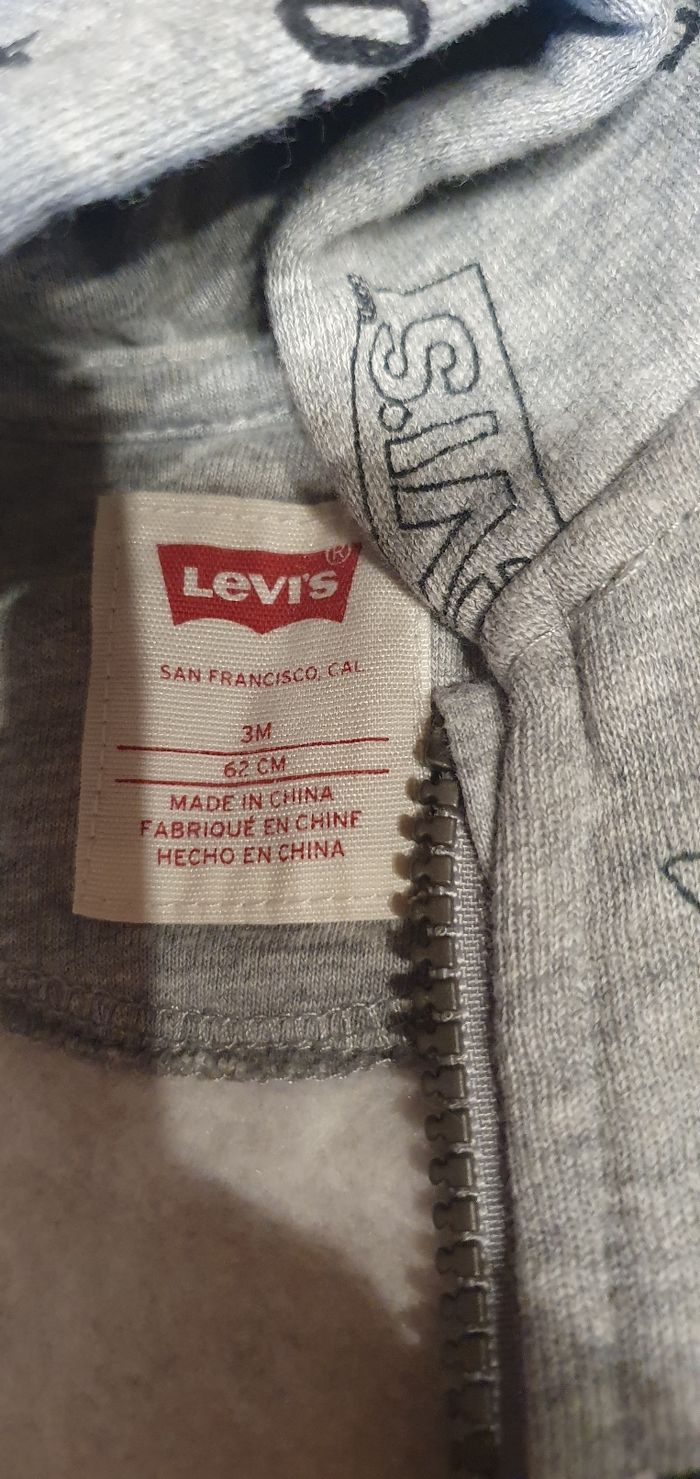 Levi's®
SAN FRANCISCO, CAL
3M
62 CM
MADE IN CHINA
FABRIQUÉ EN CHINE
HECHO EN CHINA